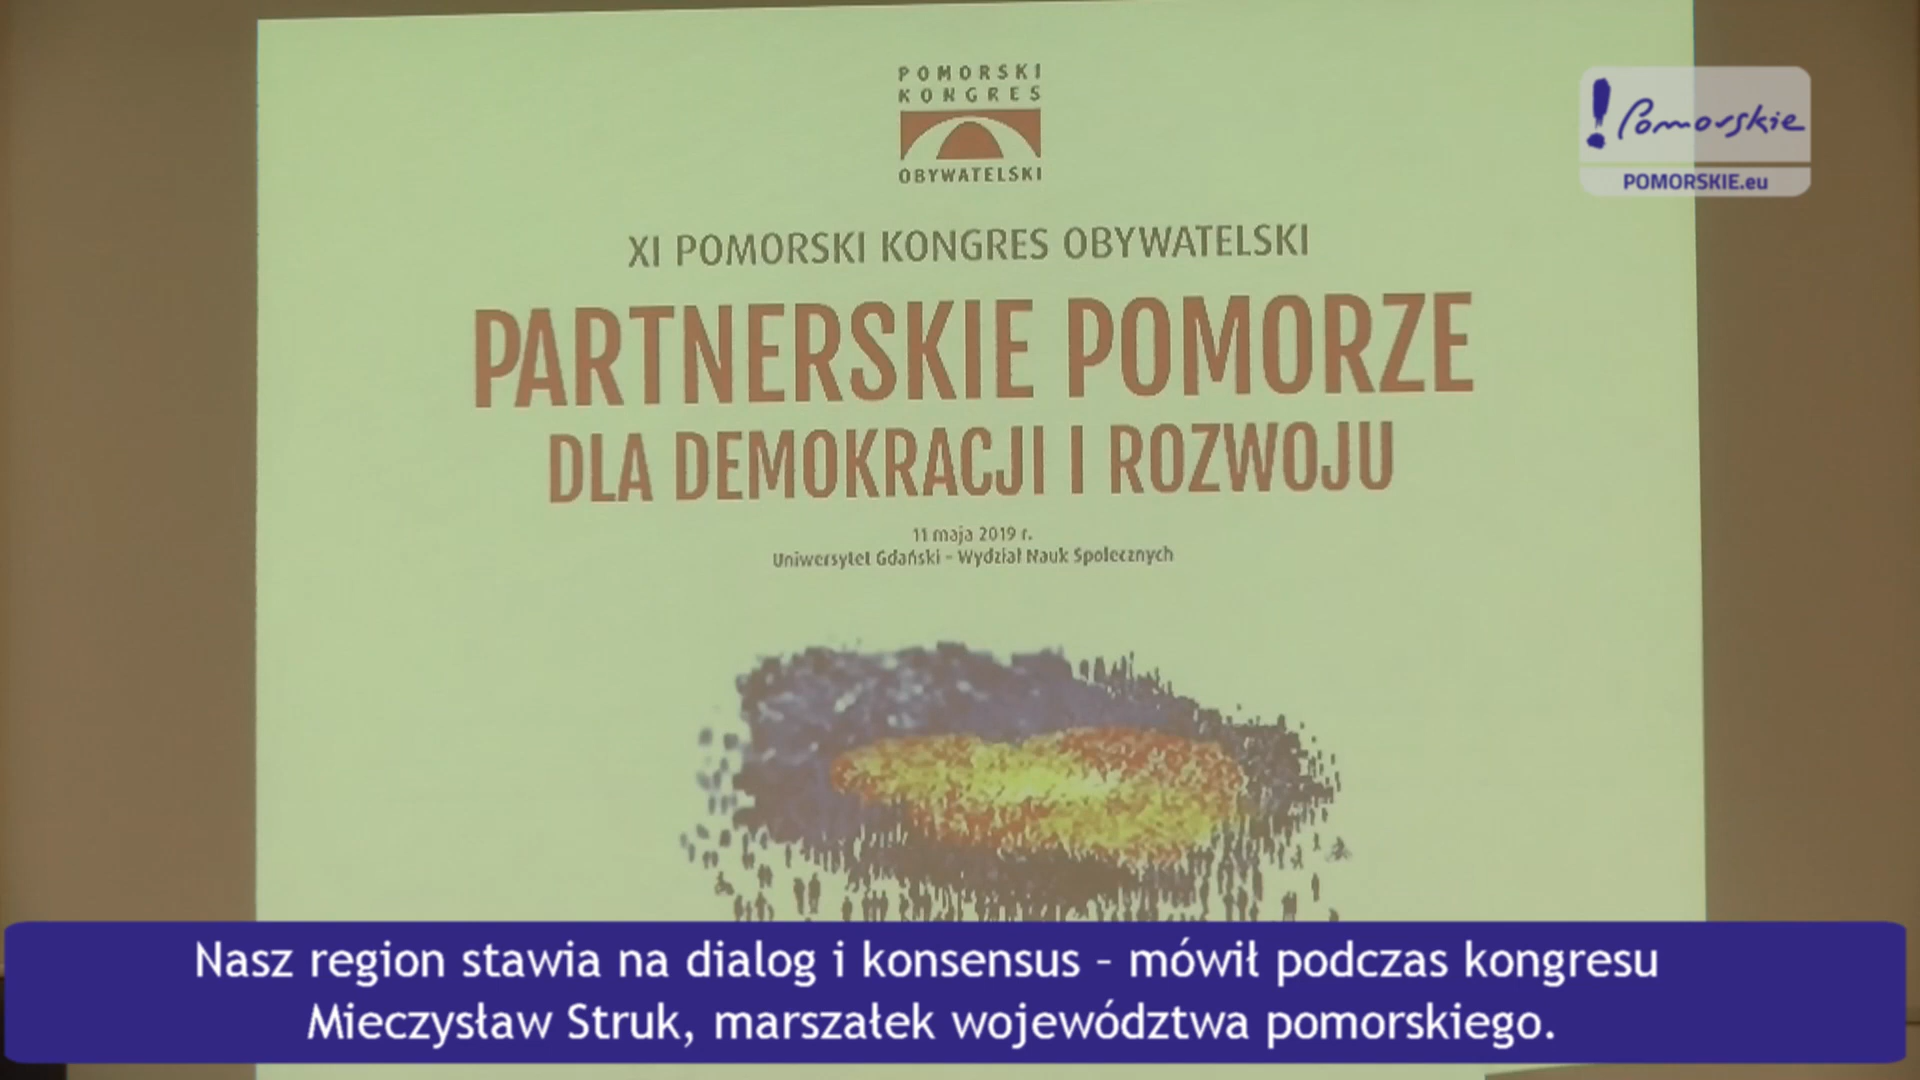 POMORSKI
KONGRES
OBYWATELSKI
!Pomorskie
POMORSKIE.eu
XI POMORSKI KONGRES OBYWATELSKI
PARTNERSKIE POMORZE
DLA DEMOKRACJI I ROZWOJU
11 maja 2019 r.
Uniwersytet Gdański – Wydział Nauk Społecznych
Nasz region stawia na dialog i konsensus – mówił podczas kongresu
Mieczysław Struk, marszałek województwa pomorskiego.